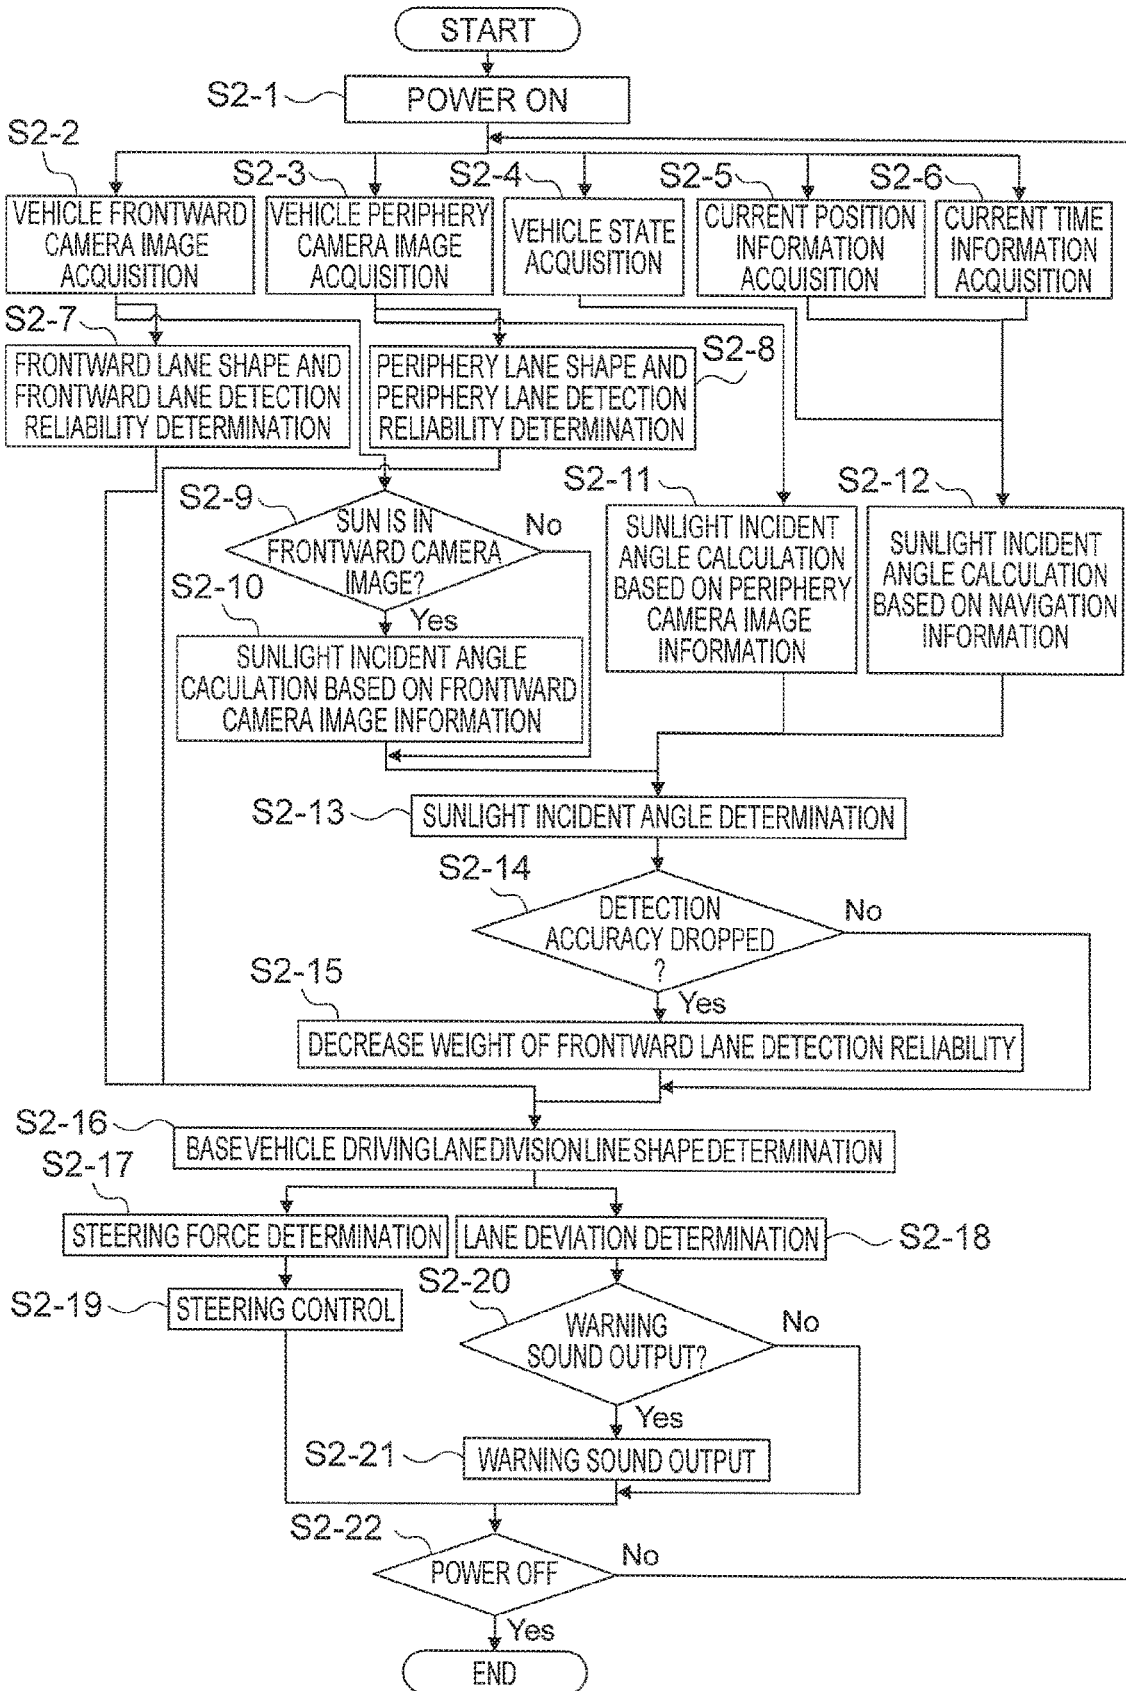 START
S2-1
POWER ON
S2-2
S2-3
S2-4
S2-5
S2-6
VEHICLE FRONTWARD
CAMERA IMAGE
ACQUISITION
VEHICLE PERIPHERY
CAMERA IMAGE
ACQUISITION
VEHICLE STATE
ACQUISITION
CURRENT POSITION
INFORMATION
ACQUISITION
CURRENT TIME
INFORMATION
ACQUISITION
S2-7
FRONTWARD LANE SHAPE AND
FRONTWARD LANE DETECTION
RELIABILITY DETERMINATION
PERIPHERY LANE SHAPE AND
PERIPHERY LANE DETECTION
RELIABILITY DETERMINATION
S2-8
S2-9
SUN IS IN
FRONTWARD CAMERA
IMAGE?
No
Yes
S2-10
SUNLIGHT INCIDENT ANGLE
CACULATION BASED ON FRONTWARD
CAMERA IMAGE INFORMATION
S2-11
SUNLIGHT INCIDENT
ANGLE CALCULATION
BASED ON PERIPHERY
CAMERA IMAGE
INFORMATION
S2-12
SUNLIGHT INCIDENT
ANGLE CALCULATION
BASED ON NAVIGATION
INFORMATION
S2-13
SUNLIGHT INCIDENT ANGLE DETERMINATION
S2-14
DETECTION
ACCURACY DROPPED
?
No
Yes
S2-15
DECREASE WEIGHT OF FRONTWARD LANE DETECTION RELIABILITY
S2-16
BASE VEHICLE DRIVING LANE DIVISION LINE SHAPE DETERMINATION
S2-17
STEERING FORCE DETERMINATION
LANE DEVIATION DETERMINATION
S2-18
S2-19
STEERING CONTROL
S2-20
WARNING
SOUND OUTPUT?
No
Yes
S2-21
WARNING SOUND OUTPUT
S2-22
POWER OFF
No
Yes
END